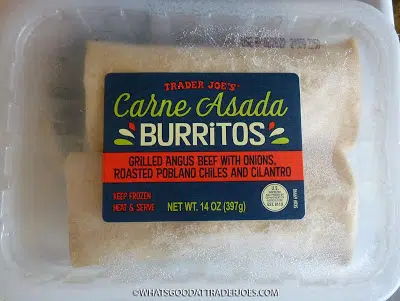 TRADER JOE'S®
Carne Asada
BURRiTOS
GRILLED ANGUS BEEF WITH ONIONS,
ROASTED POBLANO CHILES AND CILANTRO
KEEP FROZEN
HEAT & SERVE
NET WT. 14 OZ (397g)
©WHATSGOODATTRADERJOES.COM